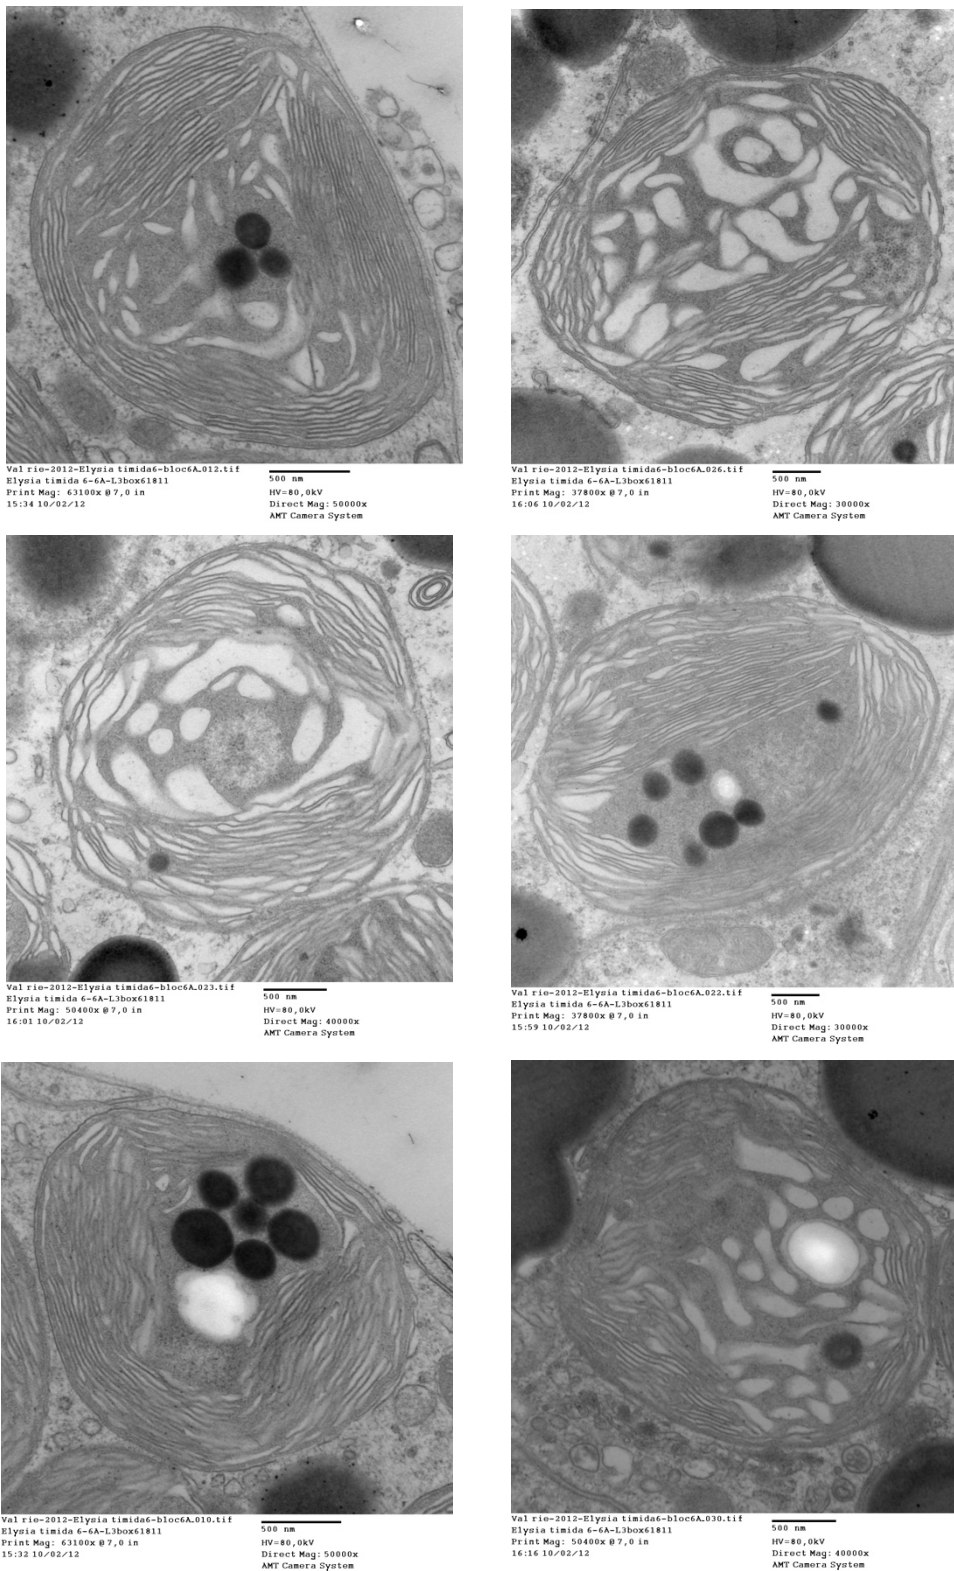 Val rie-2012-Elysia timida6-bloc6A_012.tif
Elysia timida 6-6A-L3box61811
Print Mag: 63100x @ 7,0 in
15:34 10/02/12
500 nm
HV=80,0kV
Direct Mag: 50000x
AMT Camera System
Val rie-2012-Elysia timida6-bloc6A_026.tif
Elysia timida 6-6A-L3box61811
Print Mag: 37800x @ 7,0 in
16:06 10/02/12
500 nm
HV=80,0kV
Direct Mag: 30000x
AMT Camera System
Val rie-2012-Elysia timida6-bloc6A_023.tif
Elysia timida 6-6A-L3box61811
Print Mag: 50400x @ 7,0 in
16:01 10/02/12
500 nm
HV=80,0kV
Direct Mag: 40000x
AMT Camera System
Val rie-2012-Elysia timida6-bloc6A_022.tif
Elysia timida 6-6A-L3box61811
Print Mag: 37800x @ 7,0 in
15:59 10/02/12
500 nm
HV=80,0kV
Direct Mag: 30000x
AMT Camera System
Val rie-2012-Elysia timida6-bloc6A_010.tif
Elysia timida 6-6A-L3box61811
Print Mag: 63100x @ 7,0 in
15:32 10/02/12
500 nm
HV=80,0kV
Direct Mag: 50000x
AMT Camera System
Val rie-2012-Elysia timida6-bloc6A_030.tif
Elysia timida 6-6A-L3box61811
Print Mag: 50400x @ 7,0 in
16:16 10/02/12
500 nm
HV=80,0kV
Direct Mag: 40000x
AMT Camera System